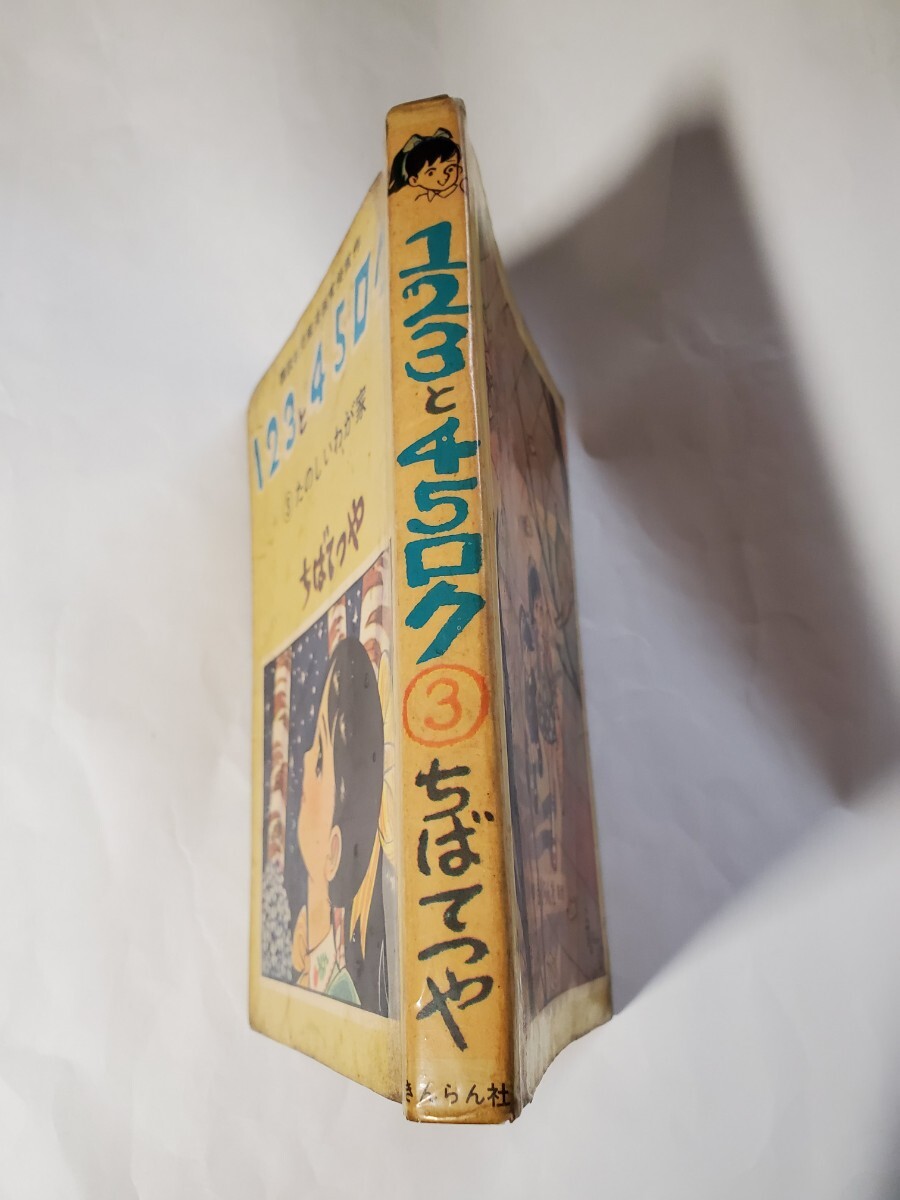 123と45ロク
③
ちばてつや
きんらん社
123と45ロ
③たのしいわが家
ちばてつや